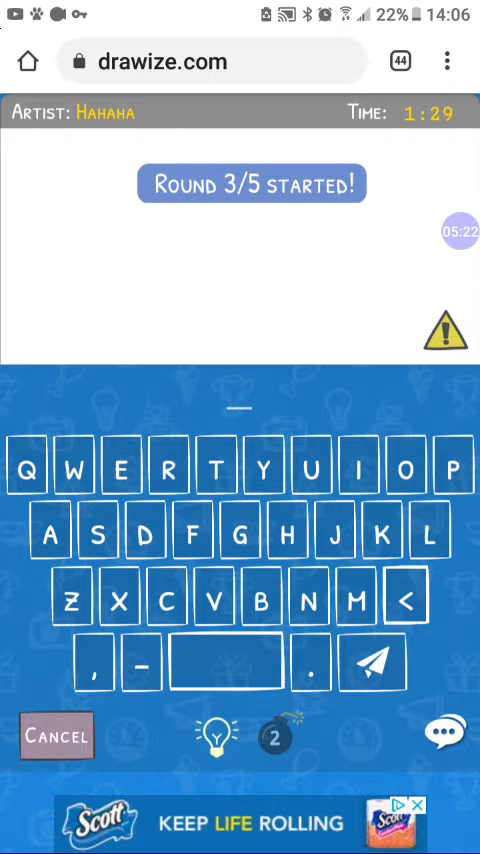 22% 14:06
drawize.com 44
Artist: Hahaha Time: 1:29
Round 3/5 started!
05:22
Q W E R T Y U I O P
A S D F G H J K L
Z X C V B N M <
, - .
Cancel 2
Scott KEEP LIFE ROLLING Scott